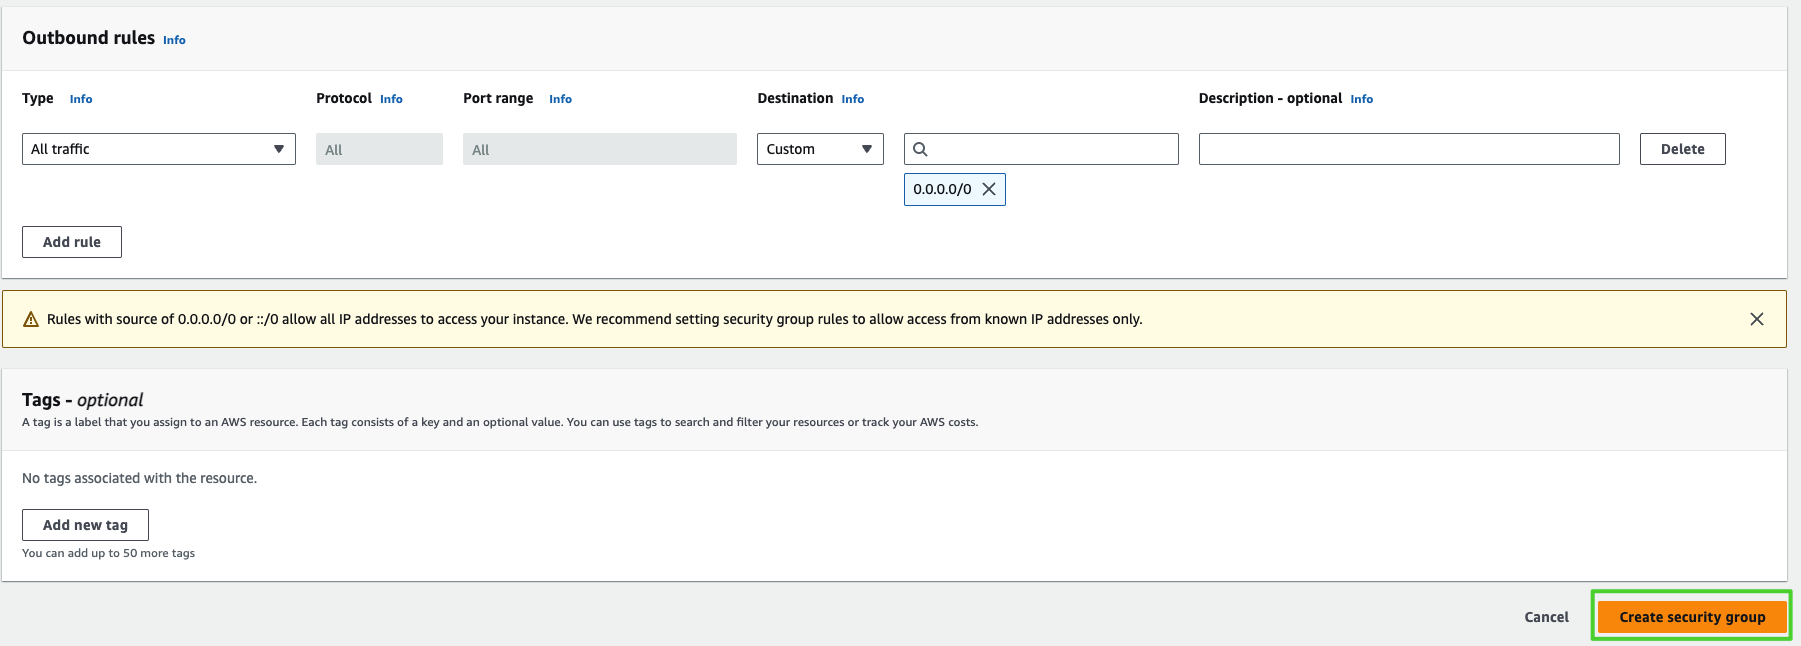 Outbound rules Info
Type Info Protocol Info Port range Info Destination Info Description - optional Info
All traffic All All Custom Delete
0.0.0.0/0
Add rule
Rules with source of 0.0.0.0/0 or ::/0 allow all IP addresses to access your instance. We recommend setting security group rules to allow access from known IP addresses only.
Tags - optional
A tag is a label that you assign to an AWS resource. Each tag consists of a key and an optional value. You can use tags to search and filter your resources or track your AWS costs.
No tags associated with the resource.
Add new tag
You can add up to 50 more tags
Cancel Create security group